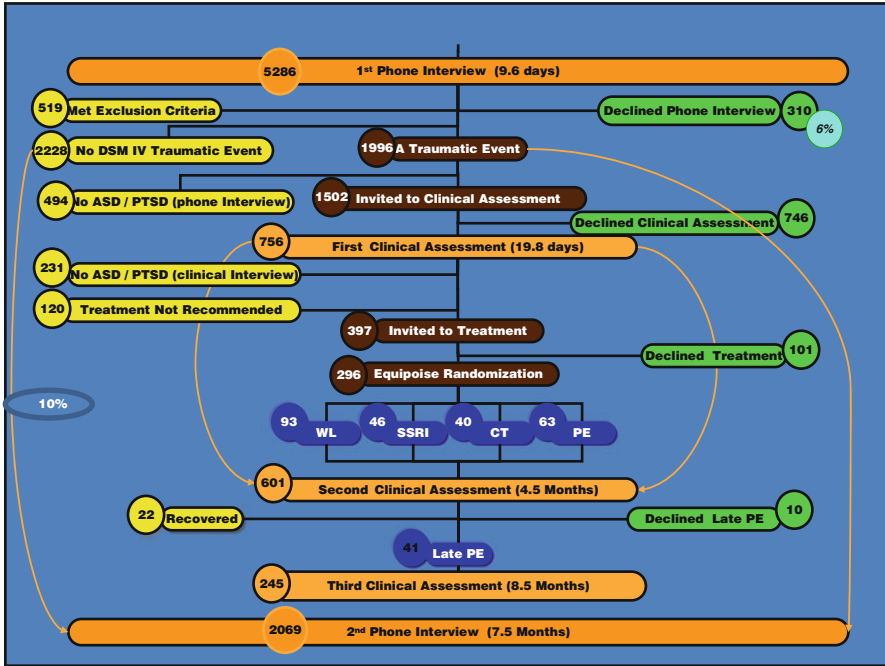 5286 1st Phone Interview (9.6 days)
519 Met Exclusion Criteria
Declined Phone Interview 310
6%
2228 No DSM IV Traumatic Event
1996 A Traumatic Event
494 No ASD / PTSD (phone Interview)
1502 Invited to Clinical Assessment
Declined Clinical Assessment 746
756 First Clinical Assessment (19.8 days)
231 No ASD / PTSD (clinical Interview)
120 Treatment Not Recommended
397 Invited to Treatment
Declined Treatment 101
296 Equipoise Randomization
10%
93 WL 46 SSRI 40 CT 63 PE
601 Second Clinical Assessment (4.5 Months)
22 Recovered
Declined Late PE 10
41 Late PE
245 Third Clinical Assessment (8.5 Months)
2069 2nd Phone Interview (7.5 Months)